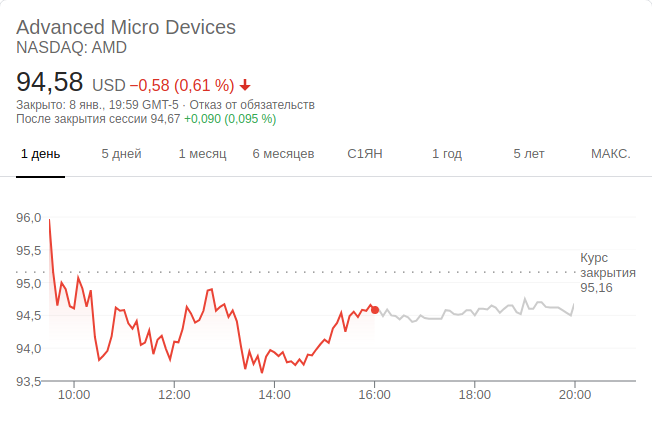 Advanced Micro Devices
NASDAQ: AMD
94,58 USD −0,58 (0,61 %)
Закрыто: 8 янв., 19:59 GMT-5 · Отказ от обязательств
После закрытия сессии 94,67 +0,090 (0,095 %)
1 день 5 дней 1 месяц 6 месяцев С1ЯН 1 год 5 лет МАКС.
96,0
95,5
Курс
закрытия
95,16
95,0
94,5
94,0
93,5
10:00 12:00 14:00 16:00 18:00 20:00